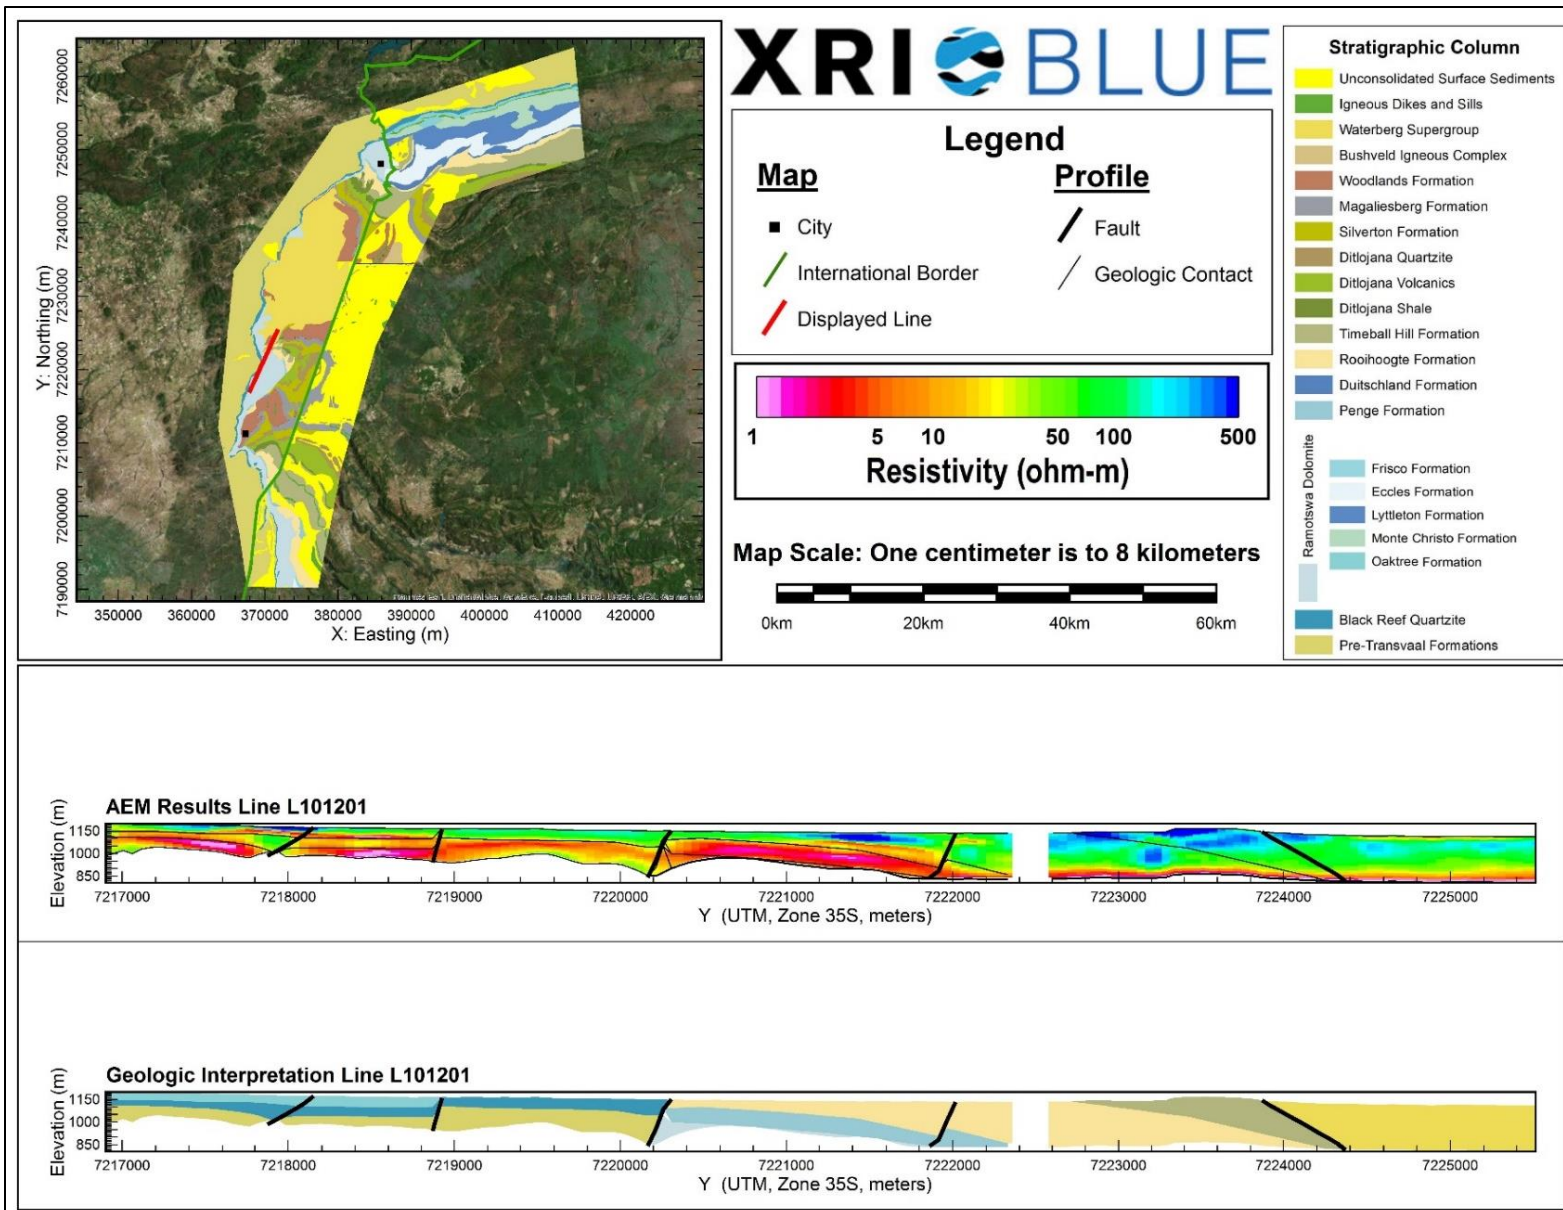 XRI BLUE
Y: Northing (m)
7260000
7250000
7240000
7230000
7220000
7210000
7200000
7190000
350000 360000 370000 380000 390000 400000 410000 420000
X: Easting (m)
Legend
Map
City
International Border
Displayed Line
Profile
Fault
Geologic Contact
1 5 10 50 100 500
Resistivity (ohm-m)
Map Scale: One centimeter is to 8 kilometers
0km 20km 40km 60km
Stratigraphic Column
Unconsolidated Surface Sediments
Igneous Dikes and Sills
Waterberg Supergroup
Bushveld Igneous Complex
Woodlands Formation
Magaliesberg Formation
Silverton Formation
Ditlojana Quartzite
Ditlojana Volcanics
Ditlojana Shale
Timeball Hill Formation
Rooihoogte Formation
Duitschland Formation
Penge Formation
Ramotswa Dolomite
Frisco Formation
Eccles Formation
Lyttleton Formation
Monte Christo Formation
Oaktree Formation
Black Reef Quartzite
Pre-Transvaal Formations
AEM Results Line L101201
Elevation (m)
1150
1000
850
7217000 7218000 7219000 7220000 7221000 7222000 7223000 7224000 7225000
Y (UTM, Zone 35S, meters)
Geologic Interpretation Line L101201
Elevation (m)
1150
1000
850
7217000 7218000 7219000 7220000 7221000 7222000 7223000 7224000 7225000
Y (UTM, Zone 35S, meters)